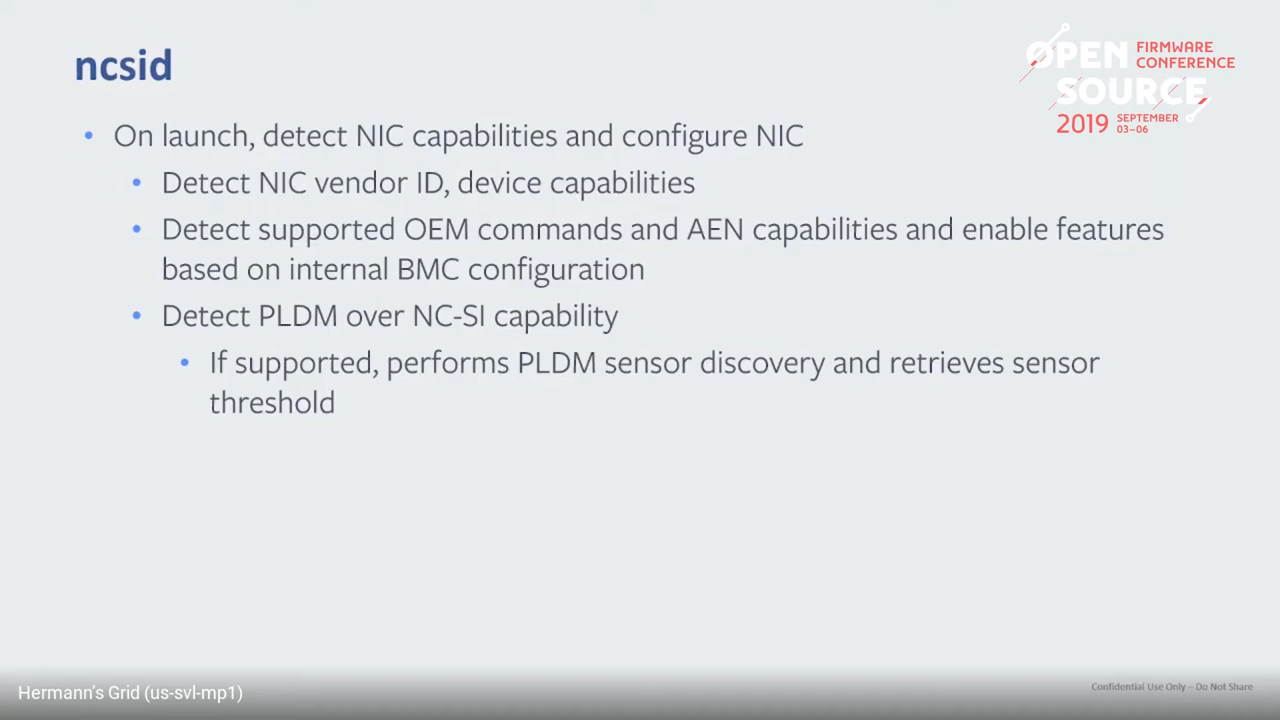 ncsid
OPEN
SOURCE
FIRMWARE
CONFERENCE
2019
SEPTEMBER
03–06
• On launch, detect NIC capabilities and configure NIC
• Detect NIC vendor ID, device capabilities
• Detect supported OEM commands and AEN capabilities and enable features
based on internal BMC configuration
• Detect PLDM over NC-SI capability
• If supported, performs PLDM sensor discovery and retrieves sensor
threshold
Hermann's Grid (us-svl-mp1)
Confidential Use Only – Do Not Share